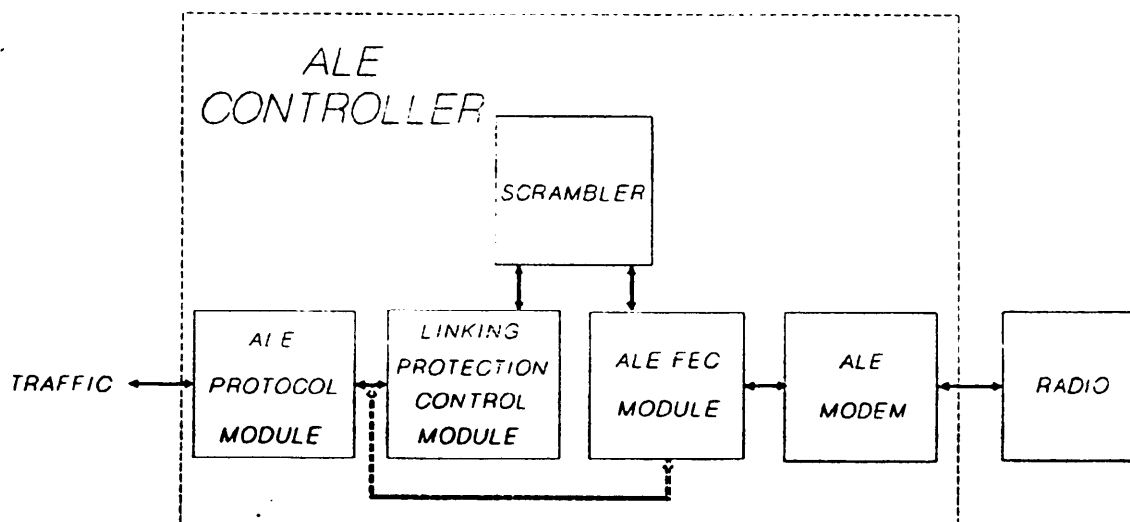 ALE
CONTROLLER
SCRAMBLER
TRAFFIC
ALE
PROTOCOL
MODULE
LINKING
PROTECTION
CONTROL
MODULE
ALE FEC
MODULE
ALE
MODEM
RADIO